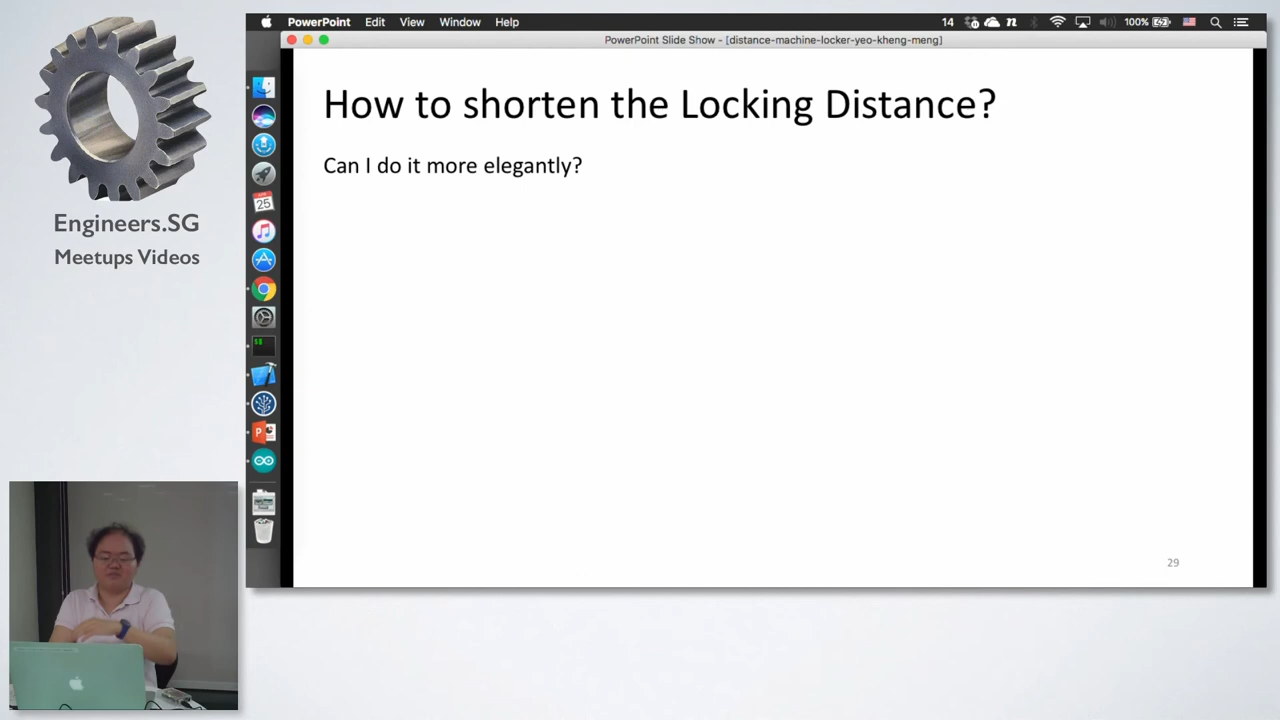 PowerPoint Edit View Window Help 14 100%
PowerPoint Slide Show - [distance-machine-locker-yeo-kheng-meng]
How to shorten the Locking Distance?
Can I do it more elegantly?
Engineers.SG
Meetups Videos
25
29